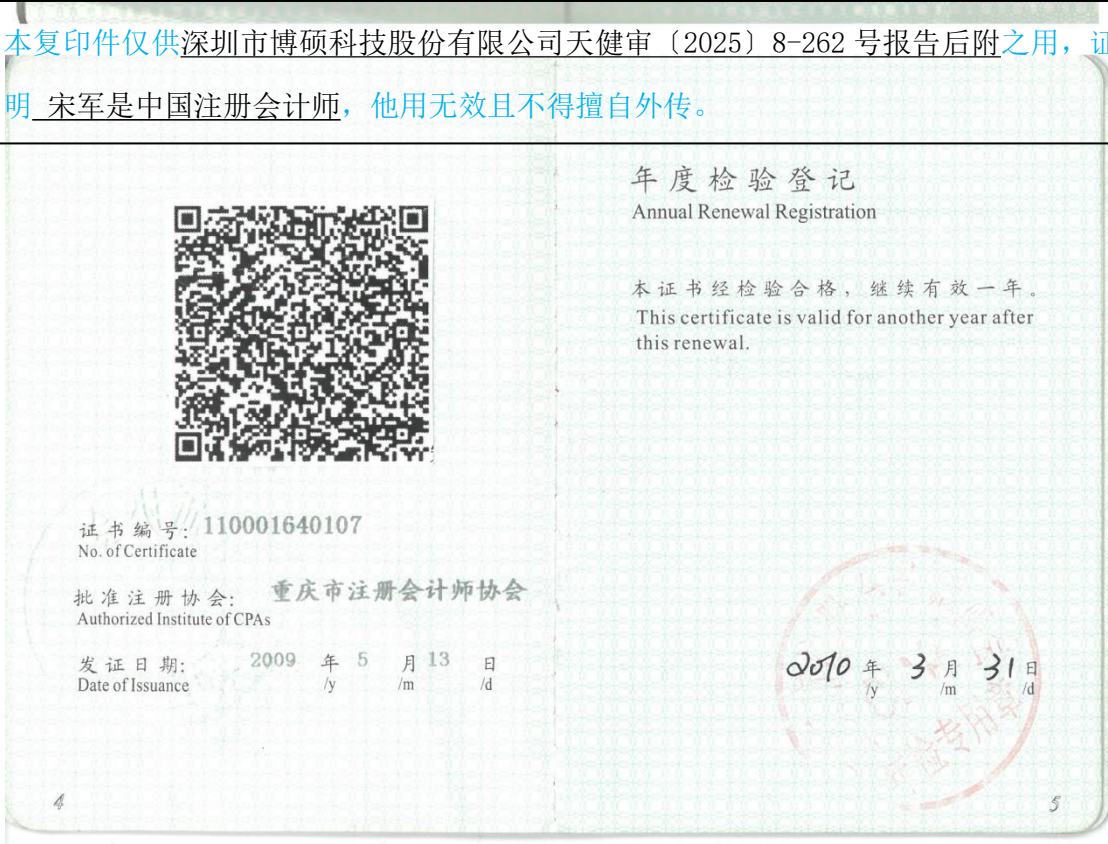 本复印件仅供深圳市博硕科技股份有限公司天健审〔2025〕8-262 号报告后附之用，证
明 宋军是中国注册会计师，他用无效且不得擅自外传。
证书编号: 110001640107
No. of Certificate
批准注册协会: 重庆市注册会计师协会
Authorized Institute of CPAs
发证日期: 2009 年 5 月 13 日
Date of Issuance /y /m /d
4
年度检验登记
Annual Renewal Registration
本证书经检验合格，继续有效一年。
This certificate is valid for another year after
this renewal.
2010 年 3 月 31 日
/y /m /d
专用章
5